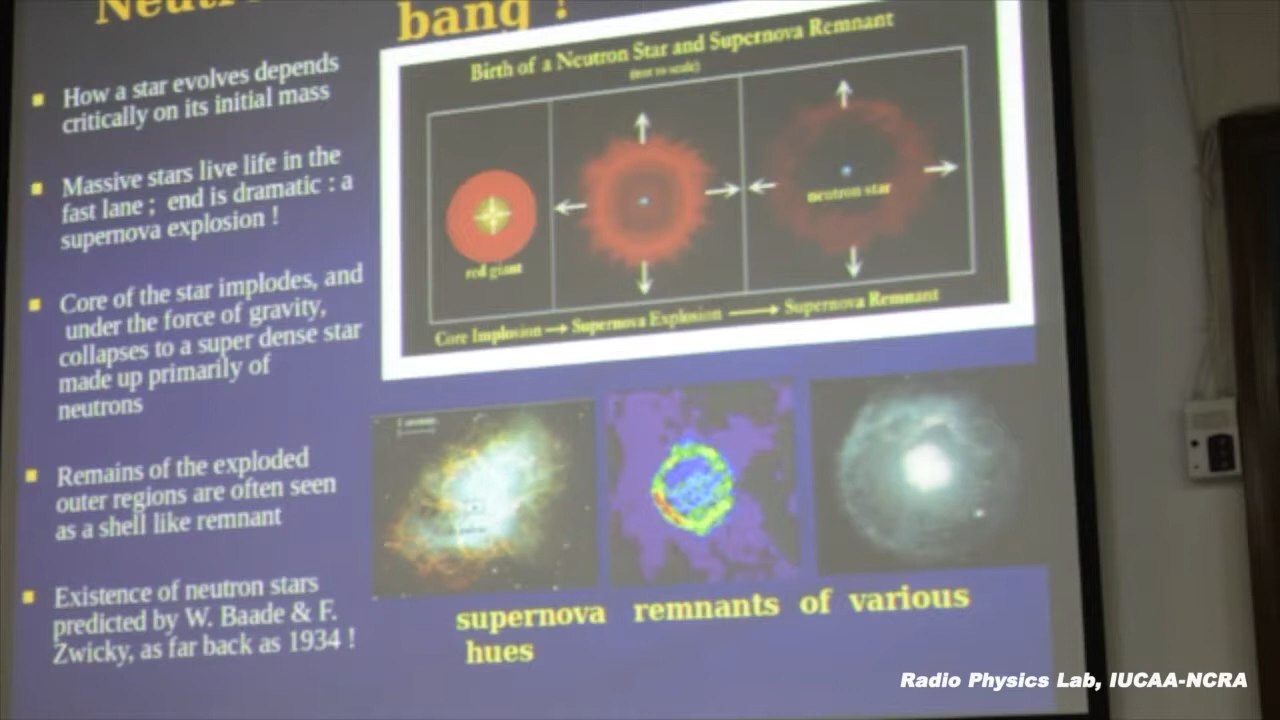 bang !
How a star evolves depends
critically on its initial mass
Massive stars live life in the
fast lane ; end is dramatic : a
supernova explosion !
Core of the star implodes, and
under the force of gravity,
collapses to a super dense star
made up primarily of
neutrons
Remains of the exploded
outer regions are often seen
as a shell like remnant
Existence of neutron stars
predicted by W. Baade & F.
Zwicky, as far back as 1934 !
Birth of a Neutron Star and Supernova Remnant
(not to scale)
red giant
neutron star
Core Implosion → Supernova Explosion → Supernova Remnant
supernova remnants of various
hues
Radio Physics Lab, IUCAA-NCRA